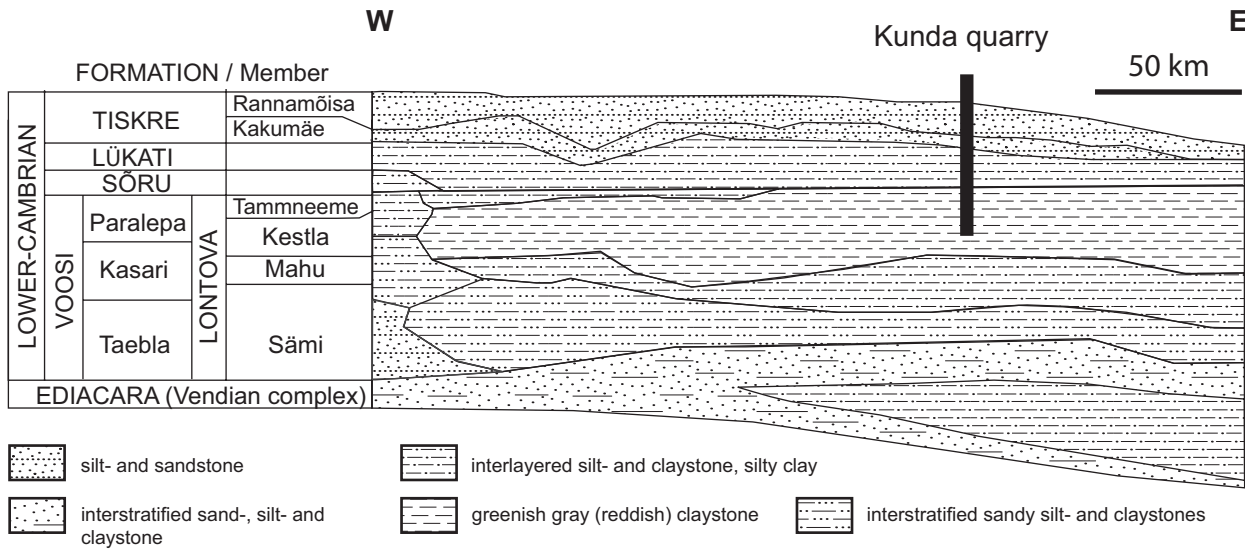 W
E
Kunda quarry
50 km
FORMATION / Member
LOWER-CAMBRIAN
TISKRE
Rannamõisa
Kakumäe
LÜKATI
SÕRU
VOOSI
Paralepa
Kasari
Taebla
LONTOVA
Tammneeme
Kestla
Mahu
Sämi
EDIACARA (Vendian complex)
silt- and sandstone
interlayered silt- and claystone, silty clay
interstratified sand-, silt- and
claystone
greenish gray (reddish) claystone
interstratified sandy silt- and claystones